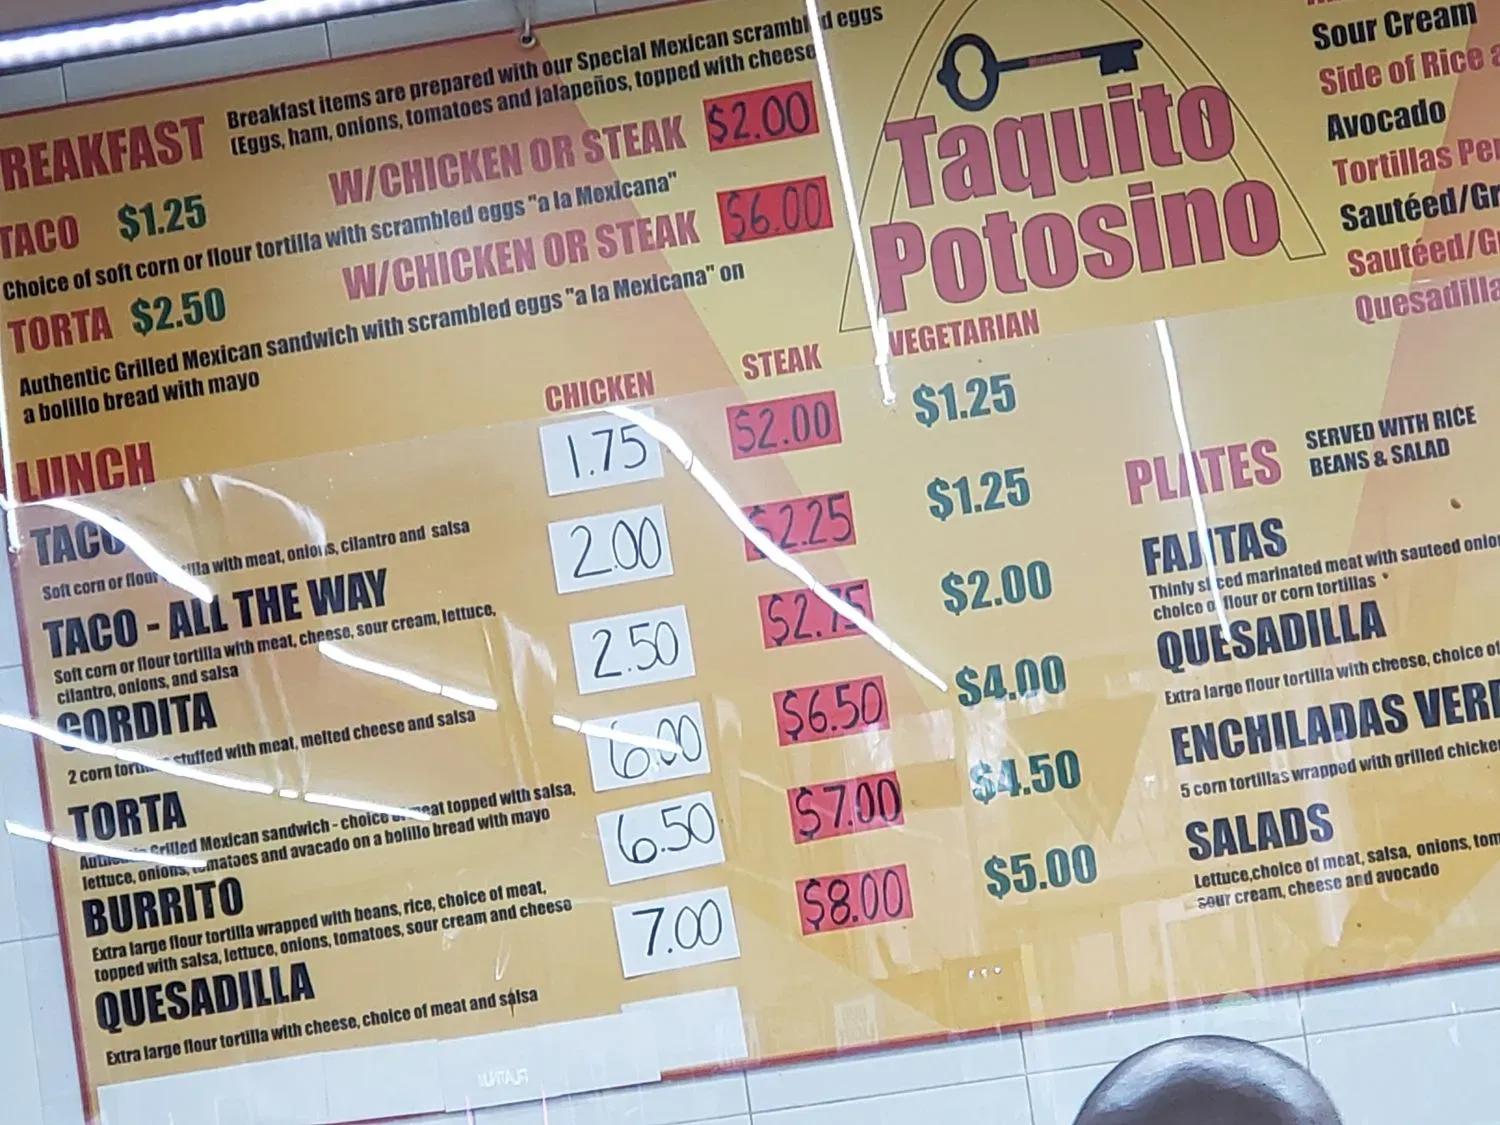 Breakfast items are prepared with our Special Mexican scrambled eggs
(Eggs, ham, onions, tomatoes and jalapeños, topped with cheese
REAKFAST
W/CHICKEN OR STEAK $2.00
TACO $1.25
Choice of soft corn or flour tortilla with scrambled eggs "a la Mexicana"
W/CHICKEN OR STEAK $6.00
TORTA $2.50
Authentic Grilled Mexican sandwich with scrambled eggs "a la Mexicana" on
a bolillo bread with mayo
LUNCH
CHICKEN STEAK VEGETARIAN
TACO 1.75 $2.00 $1.25
Soft corn or flour tortilla with meat, onions, cilantro and salsa
TACO - ALL THE WAY 2.00 $2.25 $1.25
Soft corn or flour tortilla with meat, cheese, sour cream, lettuce,
cilantro, onions, and salsa
GORDITA 2.50 $2.75 $2.00
2 corn tortillas stuffed with meat, melted cheese and salsa
TORTA 6.00 $6.50 $4.00
Authentic Grilled Mexican sandwich - choice of meat topped with salsa,
lettuce, onions, tomatoes and avacado on a bolillo bread with mayo
BURRITO 6.50 $7.00 $4.50
Extra large flour tortilla wrapped with beans, rice, choice of meat,
topped with salsa, lettuce, onions, tomatoes, sour cream and cheese
QUESADILLA 7.00 $8.00 $5.00
Extra large flour tortilla with cheese, choice of meat and salsa
Taquito
Potosino
Sour Cream
Side of Rice
Avocado
Tortillas
Sautéed/Gr
Sautéed/G
Quesadilla
PLATES
SERVED WITH RICE
BEANS & SALAD
FAJITAS
Thinly sliced marinated meat with sauteed onio
choice of flour or corn tortillas
QUESADILLA
Extra large flour tortilla with cheese, choice of
ENCHILADAS VER
5 corn tortillas wrapped with grilled chicke
SALADS
Lettuce,choice of meat, salsa, onions, tom
sour cream, cheese and avocado